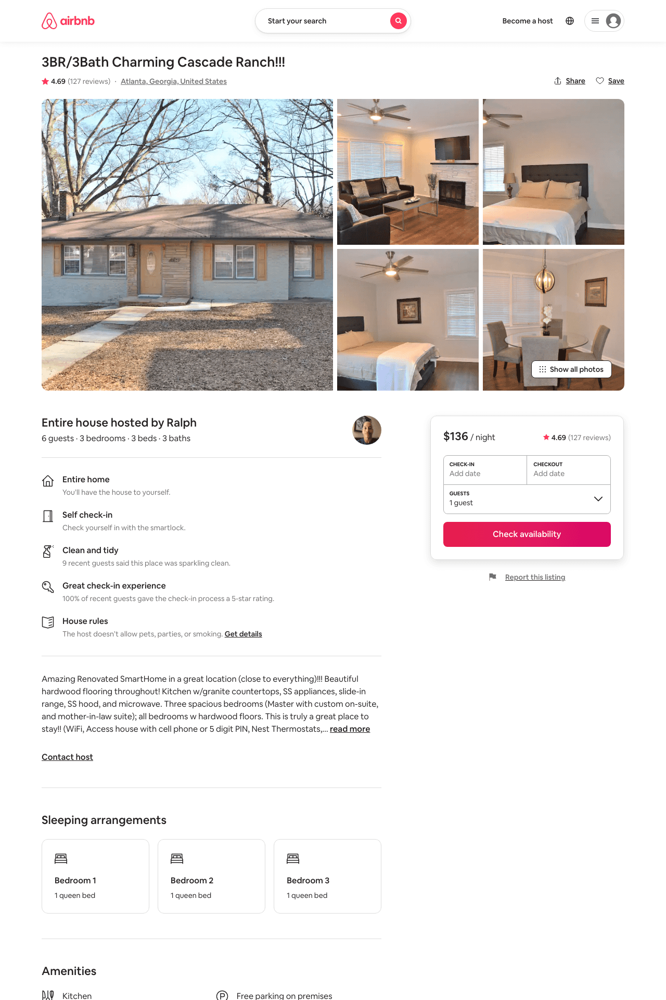 airbnb
Start your search
Become a host
3BR/3Bath Charming Cascade Ranch!!!
4.69 (127 reviews) · Atlanta, Georgia, United States
Share
Save
Show all photos
Entire house hosted by Ralph
6 guests · 3 bedrooms · 3 beds · 3 baths
Entire home
You’ll have the house to yourself.
Self check-in
Check yourself in with the smartlock.
Clean and tidy
9 recent guests said this place was sparkling clean.
Great check-in experience
100% of recent guests gave the check-in process a 5-star rating.
House rules
The host doesn’t allow pets, parties, or smoking. Get details
$136 / night
4.69 (127 reviews)
CHECK-IN
Add date
CHECKOUT
Add date
GUESTS
1 guest
Check availability
Report this listing
Amazing Renovated SmartHome in a great location (close to everything)!!! Beautiful
hardwood flooring throughout! Kitchen w/granite countertops, SS appliances, slide-in
range, SS hood, and microwave. Three spacious bedrooms (Master with custom on-suite,
and mother-in-law suite); all bedrooms w hardwood floors. This is truly a great place to
stay!! (WiFi, Access house with cell phone or 5 digit PIN, Nest Thermostats,... read more
Contact host
Sleeping arrangements
Bedroom 1
1 queen bed
Bedroom 2
1 queen bed
Bedroom 3
1 queen bed
Amenities
Kitchen
Free parking on premises